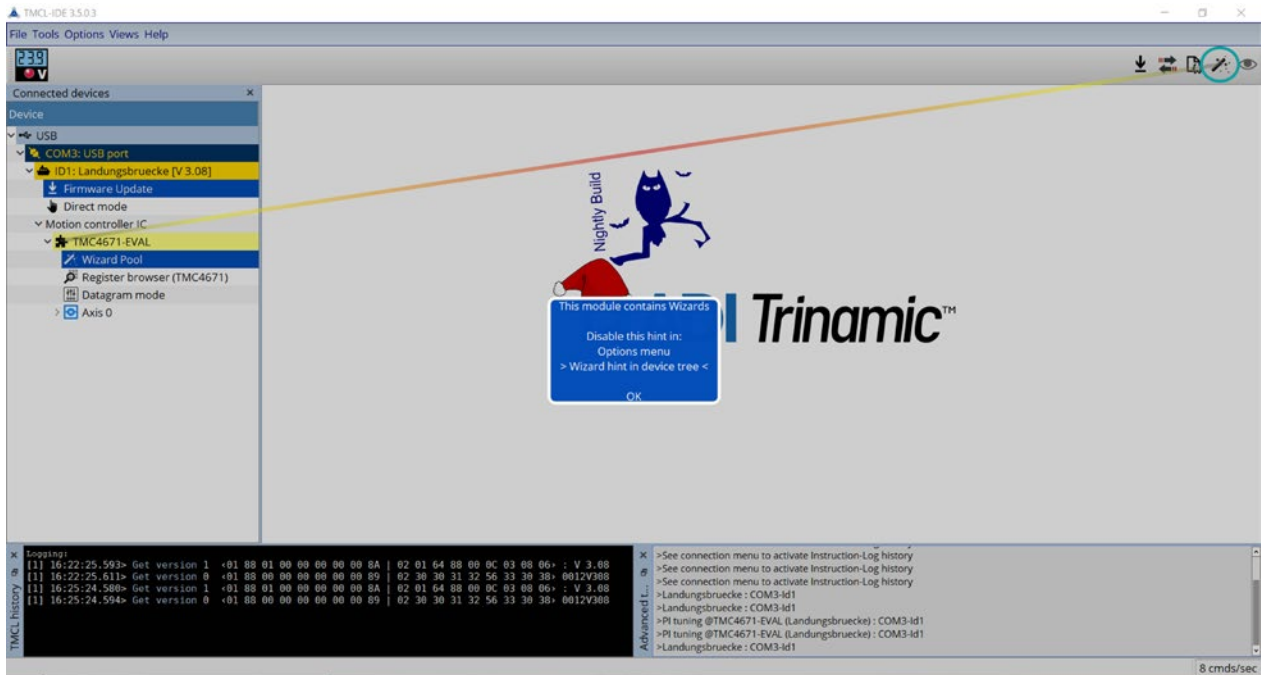 TMCL-IDE 3.5.0.3
File Tools Options Views Help
239
V
Connected devices
Device
USB
COM3: USB port
ID1: Landungsbruecke [V 3.08]
Firmware Update
Direct mode
Motion controller IC
TMC4671-EVAL
Wizard Pool
Register browser (TMC4671)
Datagram mode
Axis 0
Nightly Build
Trinamic™
This module contains Wizards
Disable this hint in:
Options menu
> Wizard hint in device tree <
OK
TMCL history
Logging:
[1] 16:22:25.593> Get version 1 <01 88 01 00 00 00 00 00 8A | 02 01 64 88 00 0C 03 08 06> : V 3.08
[1] 16:22:25.611> Get version 0 <01 88 00 00 00 00 00 00 89 | 02 30 30 31 32 56 33 30 38> 0012V308
[1] 16:25:24.580> Get version 1 <01 88 01 00 00 00 00 00 8A | 02 01 64 88 00 0C 03 08 06> : V 3.08
[1] 16:25:24.594> Get version 0 <01 88 00 00 00 00 00 00 89 | 02 30 30 31 32 56 33 30 38> 0012V308
Advanced t...
>See connection menu to activate Instruction-Log history
>See connection menu to activate Instruction-Log history
>See connection menu to activate Instruction-Log history
>Landungsbruecke : COM3-Id1
>Landungsbruecke : COM3-Id1
>PI tuning @TMC4671-EVAL (Landungsbruecke) : COM3-Id1
>PI tuning @TMC4671-EVAL (Landungsbruecke) : COM3-Id1
>Landungsbruecke : COM3-Id1
8 cmds/sec